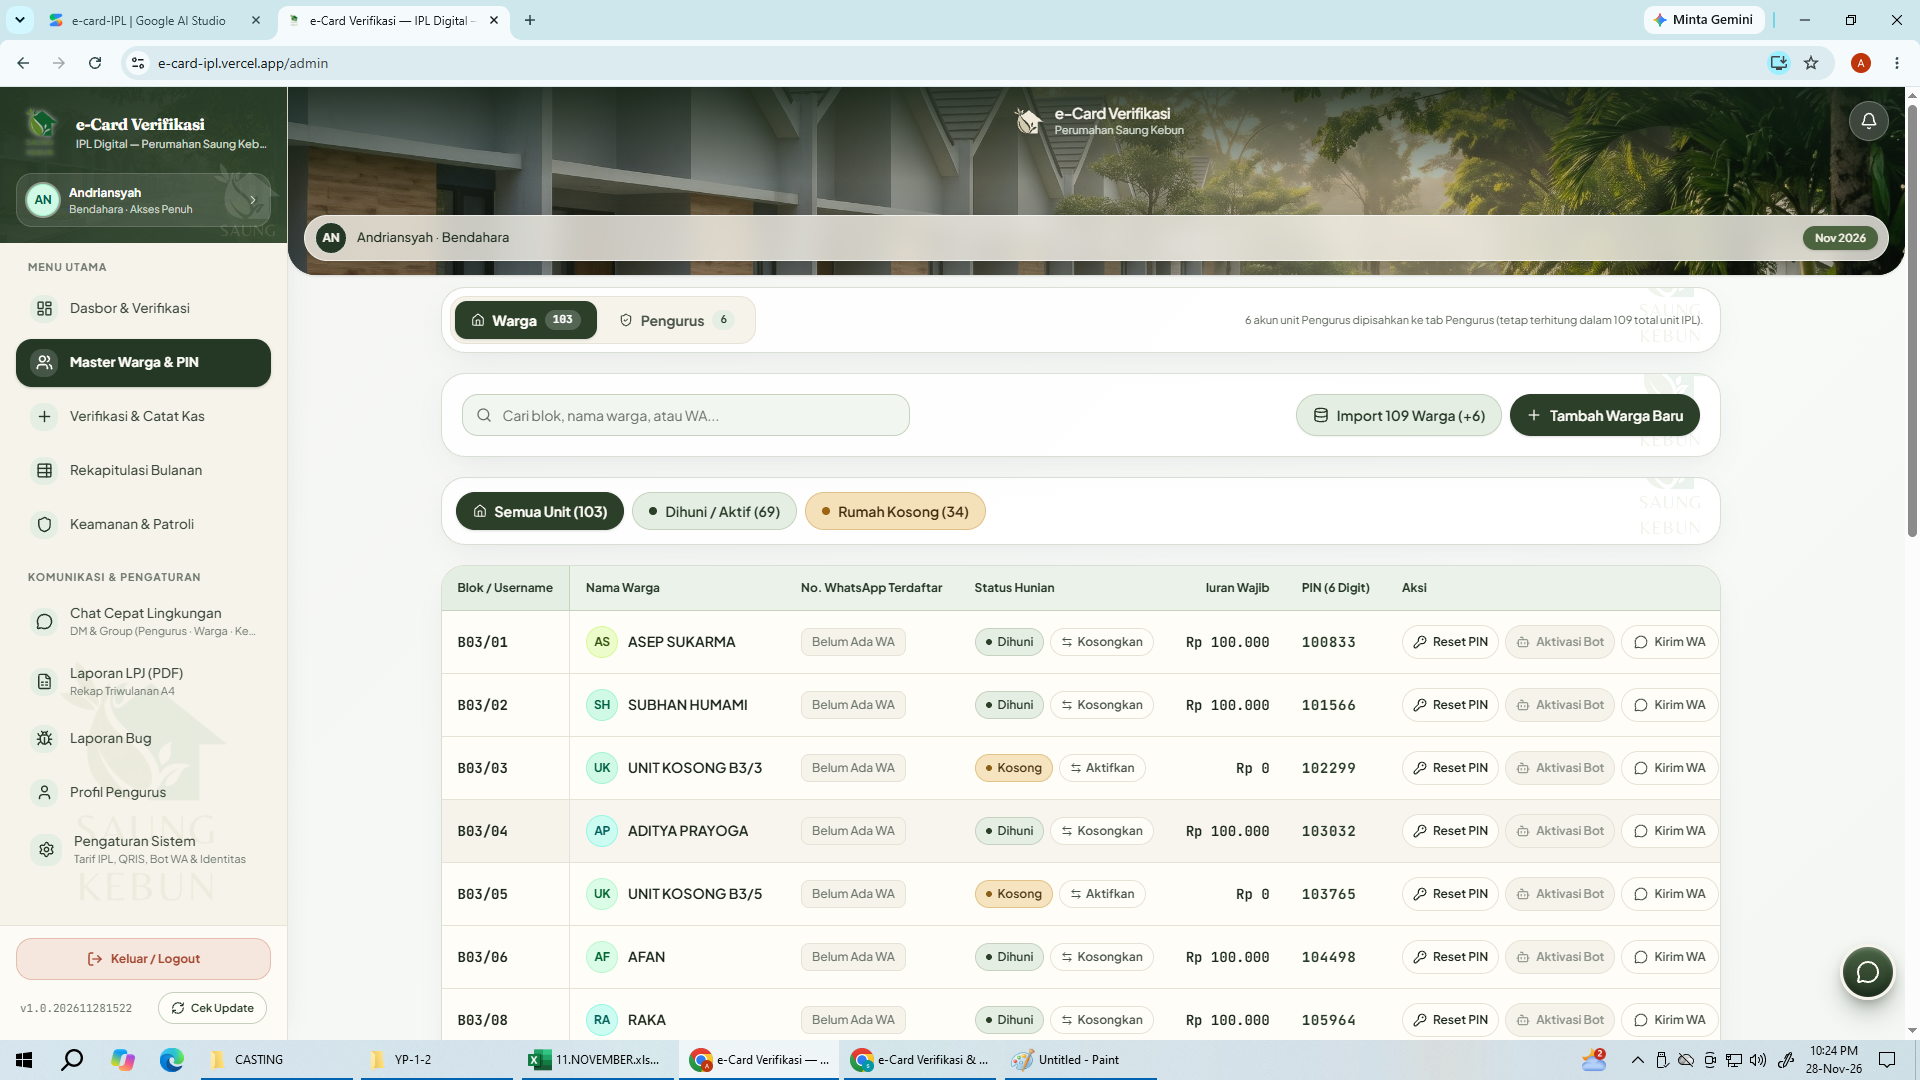 e-card-IPL | Google AI Studio
e-Card Verifikasi — IPL Digital –
Minta Gemini
e-card-ipl.vercel.app/admin
A
e-Card Verifikasi
IPL Digital — Perumahan Saung Keb...
AN
Andriansyah
Bendahara · Akses Penuh
SAUNG
MENU UTAMA
Dasbor & Verifikasi
Master Warga & PIN
Verifikasi & Catat Kas
Rekapitulasi Bulanan
Keamanan & Patroli
KOMUNIKASI & PENGATURAN
Chat Cepat Lingkungan
DM & Group (Pengurus · Warga · Ke...
Laporan LPJ (PDF)
Rekap Triwulanan A4
Laporan Bug
Profil Pengurus
Pengaturan Sistem
Tarif IPL, QRIS, Bot WA & Identitas
SAUNG
KEBUN
Keluar / Logout
v1.0.202611281522
Cek Update
e-Card Verifikasi
Perumahan Saung Kebun
AN
Andriansyah · Bendahara
Nov 2026
Warga 103
Pengurus 6
6 akun unit Pengurus dipisahkan ke tab Pengurus (tetap terhitung dalam 109 total unit IPL).
SAUNG
KEBUN
Cari blok, nama warga, atau WA...
Import 109 Warga (+6)
Tambah Warga Baru
KEBUN
Semua Unit (103)
Dihuni / Aktif (69)
Rumah Kosong (34)
SAUNG
KEBUN
Blok / Username Nama Warga No. WhatsApp Terdaftar Status Hunian Iuran Wajib PIN (6 Digit) Aksi
B03/01 AS ASEP SUKARMA Belum Ada WA Dihuni Kosongkan Rp 100.000 100833 Reset PIN Aktivasi Bot Kirim WA
B03/02 SH SUBHAN HUMAMI Belum Ada WA Dihuni Kosongkan Rp 100.000 101566 Reset PIN Aktivasi Bot Kirim WA
B03/03 UK UNIT KOSONG B3/3 Belum Ada WA Kosong Aktifkan Rp 0 102299 Reset PIN Aktivasi Bot Kirim WA
B03/04 AP ADITYA PRAYOGA Belum Ada WA Dihuni Kosongkan Rp 100.000 103032 Reset PIN Aktivasi Bot Kirim WA
B03/05 UK UNIT KOSONG B3/5 Belum Ada WA Kosong Aktifkan Rp 0 103765 Reset PIN Aktivasi Bot Kirim WA
B03/06 AF AFAN Belum Ada WA Dihuni Kosongkan Rp 100.000 104498 Reset PIN Aktivasi Bot Kirim WA
B03/08 RA RAKA Belum Ada WA Dihuni Kosongkan Rp 100.000 105964 Reset PIN Aktivasi Bot Kirim WA
CASTING
YP-1-2
11.NOVEMBER.xls...
e-Card Verifikasi — ...
e-Card Verifikasi & ...
Untitled - Paint
2
10:24 PM
28-Nov-26